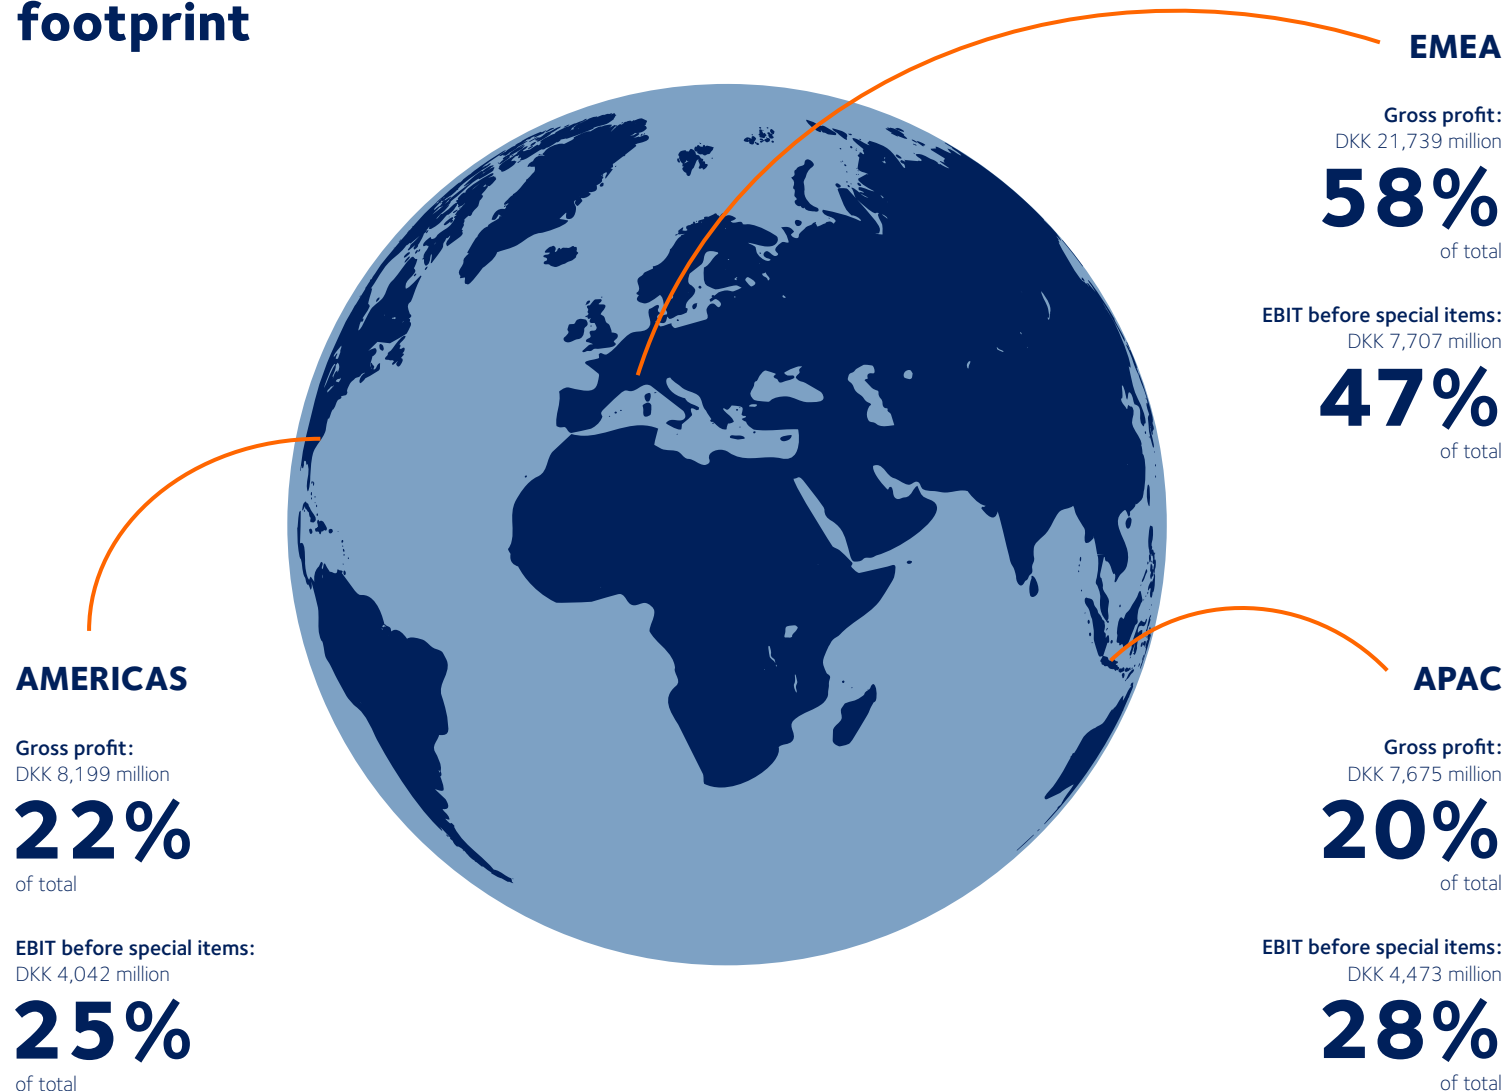 footprint
EMEA
Gross profit:
DKK 21,739 million
58%
of total
EBIT before special items:
DKK 7,707 million
47%
of total
AMERICAS
Gross profit:
DKK 8,199 million
22%
of total
EBIT before special items:
DKK 4,042 million
25%
of total
APAC
Gross profit:
DKK 7,675 million
20%
of total
EBIT before special items:
DKK 4,473 million
28%
of total